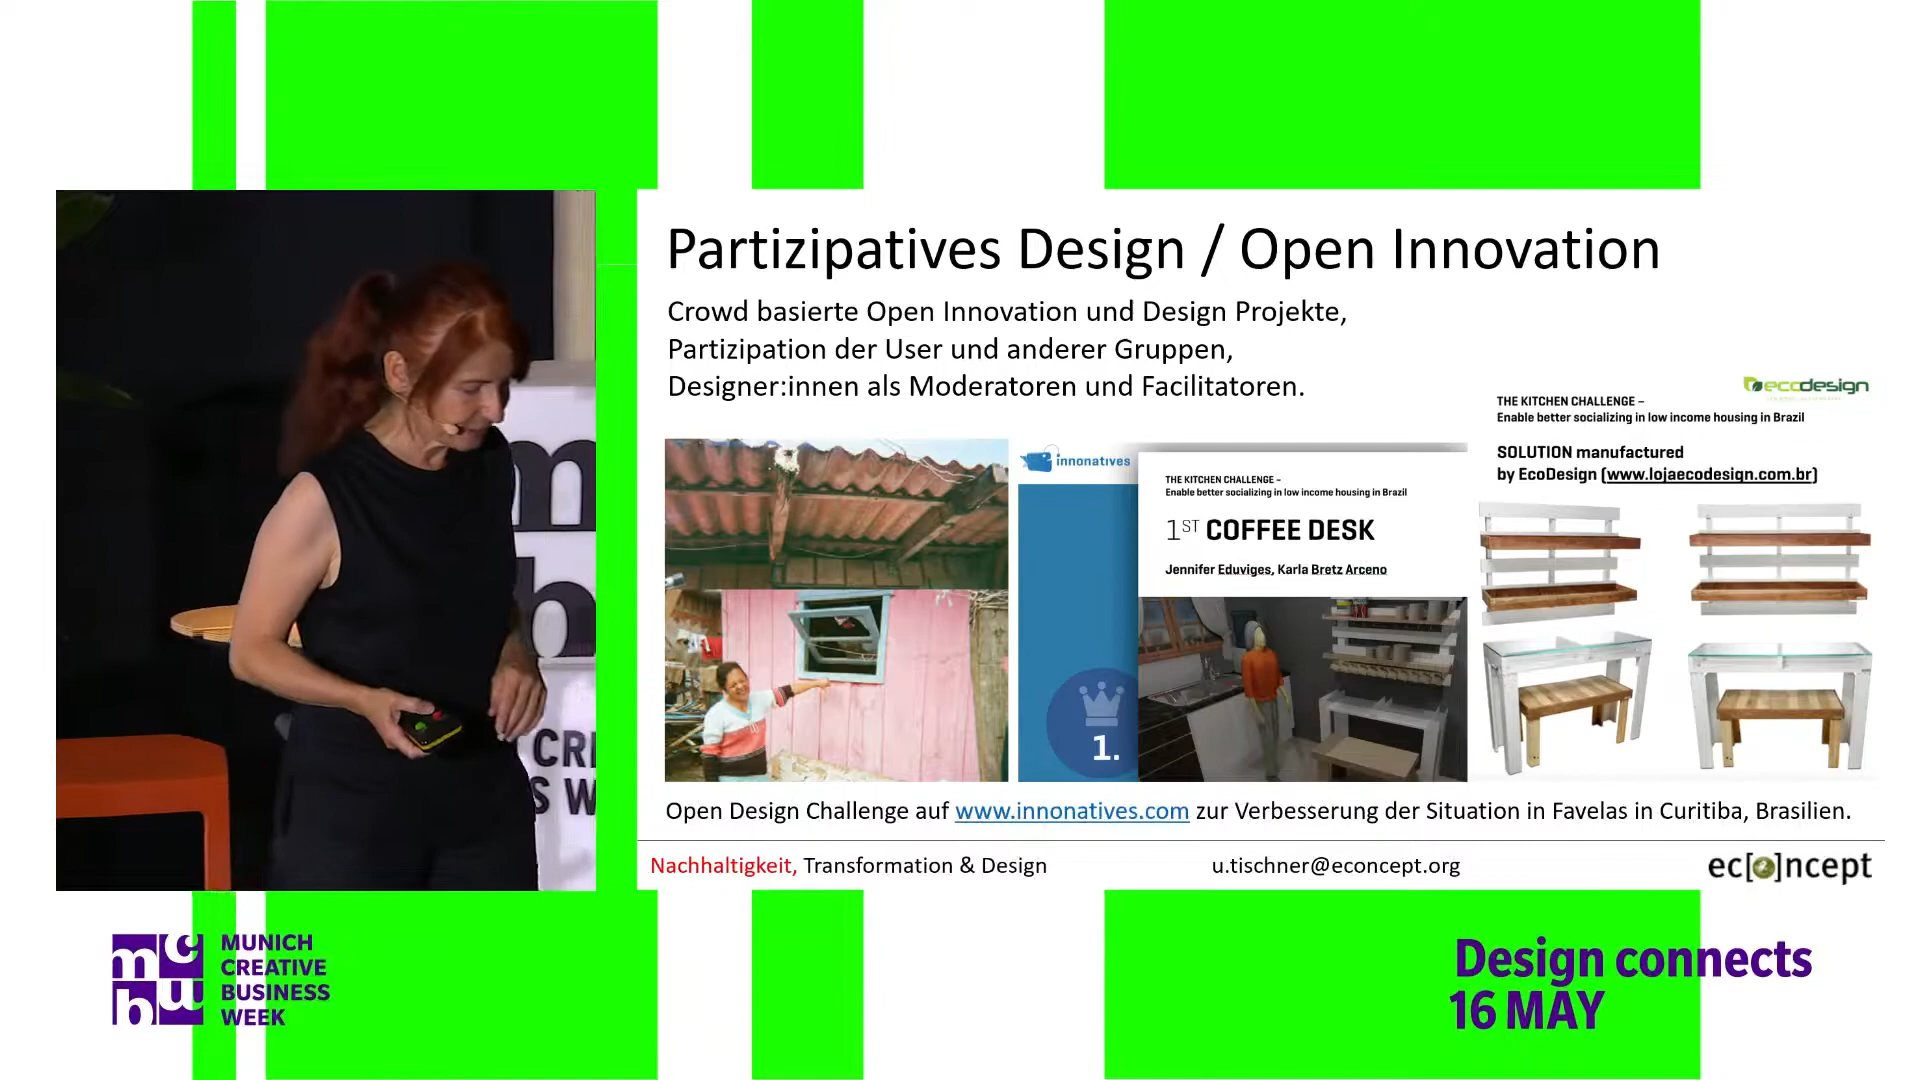 Partizipatives Design / Open Innovation
Crowd basierte Open Innovation und Design Projekte,
Partizipation der User und anderer Gruppen,
Designer:innen als Moderatoren und Facilitatoren.
ecodesign
THE KITCHEN CHALLENGE –
Enable better socializing in low income housing in Brazil
SOLUTION manufactured
by EcoDesign (www.lojaecodesign.com.br)
innonatives
THE KITCHEN CHALLENGE –
Enable better socializing in low income housing in Brazil
1ST COFFEE DESK
Jennifer Eduviges, Karla Bretz Arceno
1.
Open Design Challenge auf www.innonatives.com zur Verbesserung der Situation in Favelas in Curitiba, Brasilien.
Nachhaltigkeit, Transformation & Design
u.tischner@econcept.org
ec[o]ncept
m
b
CRE
S W
mc
bw
MUNICH
CREATIVE
BUSINESS
WEEK
Design connects
16 MAY